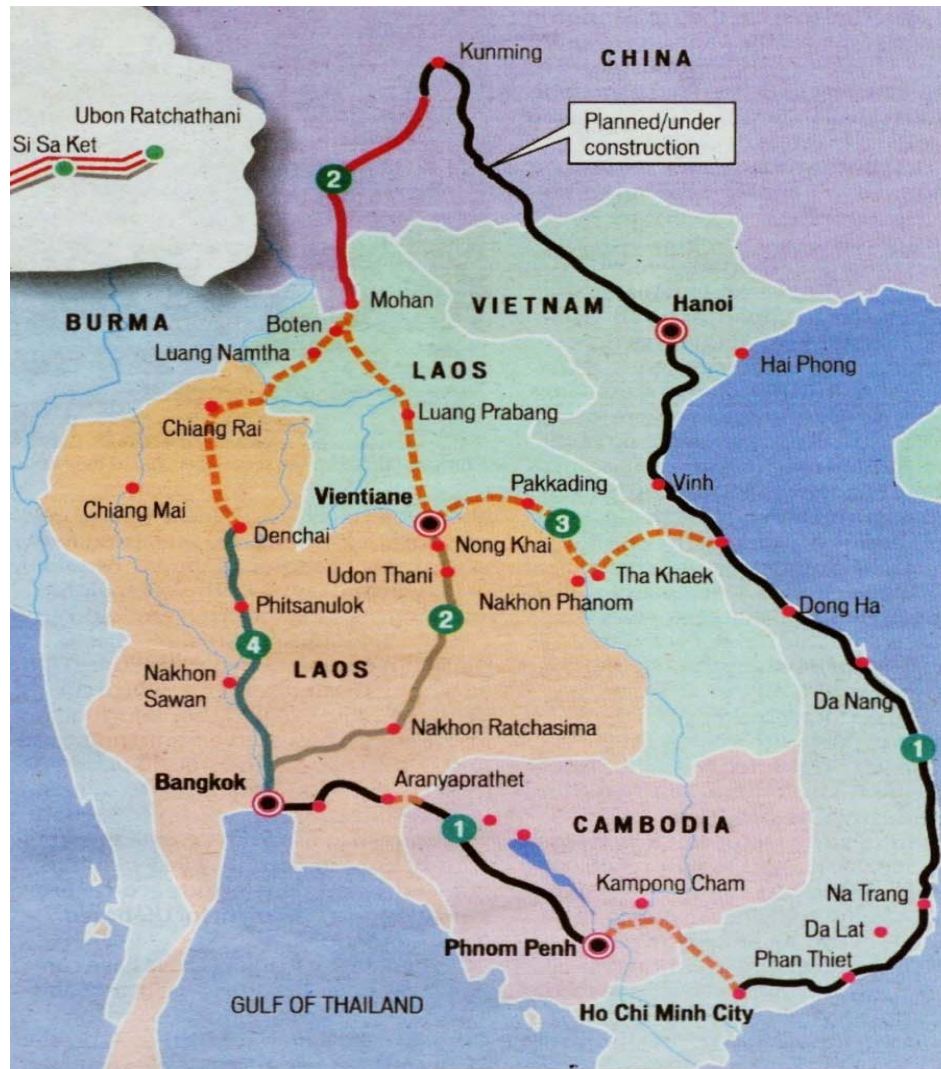 Kunming
CHINA
Ubon Ratchathani
Si Sa Ket
Planned/under
construction
2
Mohan
BURMA
Boten
VIETNAM
Hanoi
Luang Namtha
LAOS
Hai Phong
Chiang Rai
Luang Prabang
Chiang Mai
Vientiane
Pakkading
Vinh
Denchai
Nong Khai
3
Udon Thani
Tha Khaek
Phitsanulok
Nakhon Phanom
Dong Ha
2
4
LAOS
Nakhon
Sawan
Da Nang
Nakhon Ratchasima
1
Bangkok
Aranyaprathet
1
CAMBODIA
Kampong Cham
Na Trang
Da Lat
Phnom Penh
Phan Thiet
GULF OF THAILAND
Ho Chi Minh City